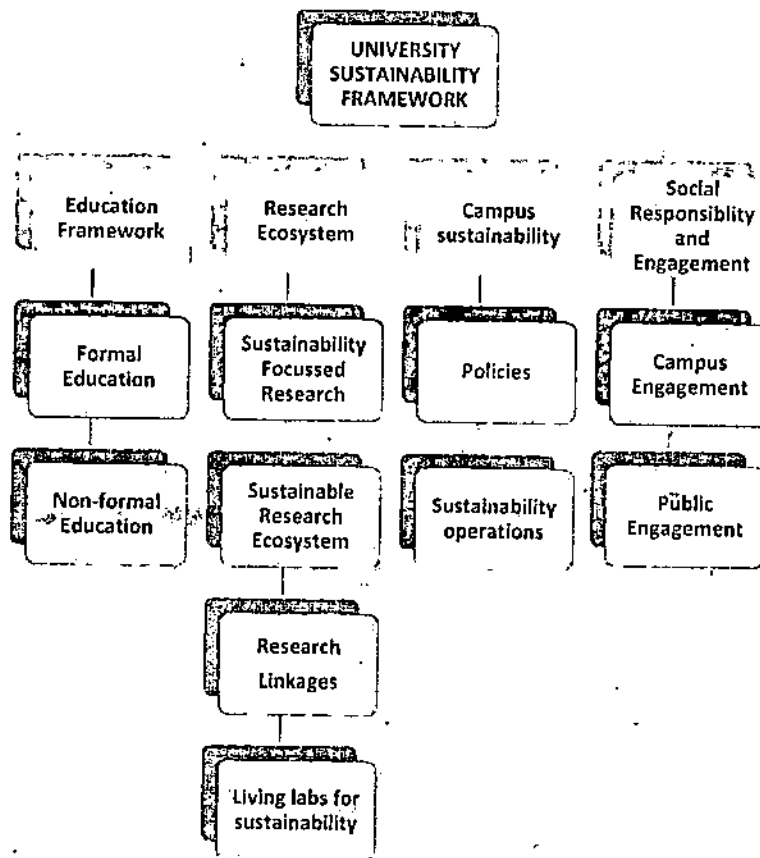 UNIVERSITY
SUSTAINABILITY
FRAMEWORK
Education
Framework
Research
Ecosystem
Campus
sustainability
Social
Responsiblity
and
Engagement
Formal
Education
Sustainability
Focussed
Research
Policies
Campus
Engagement
Non-formal
Education
Sustainable
Research
Ecosystem
Sustainability
operations
Public
Engagement
Research
Linkages
Living labs for
sustainability